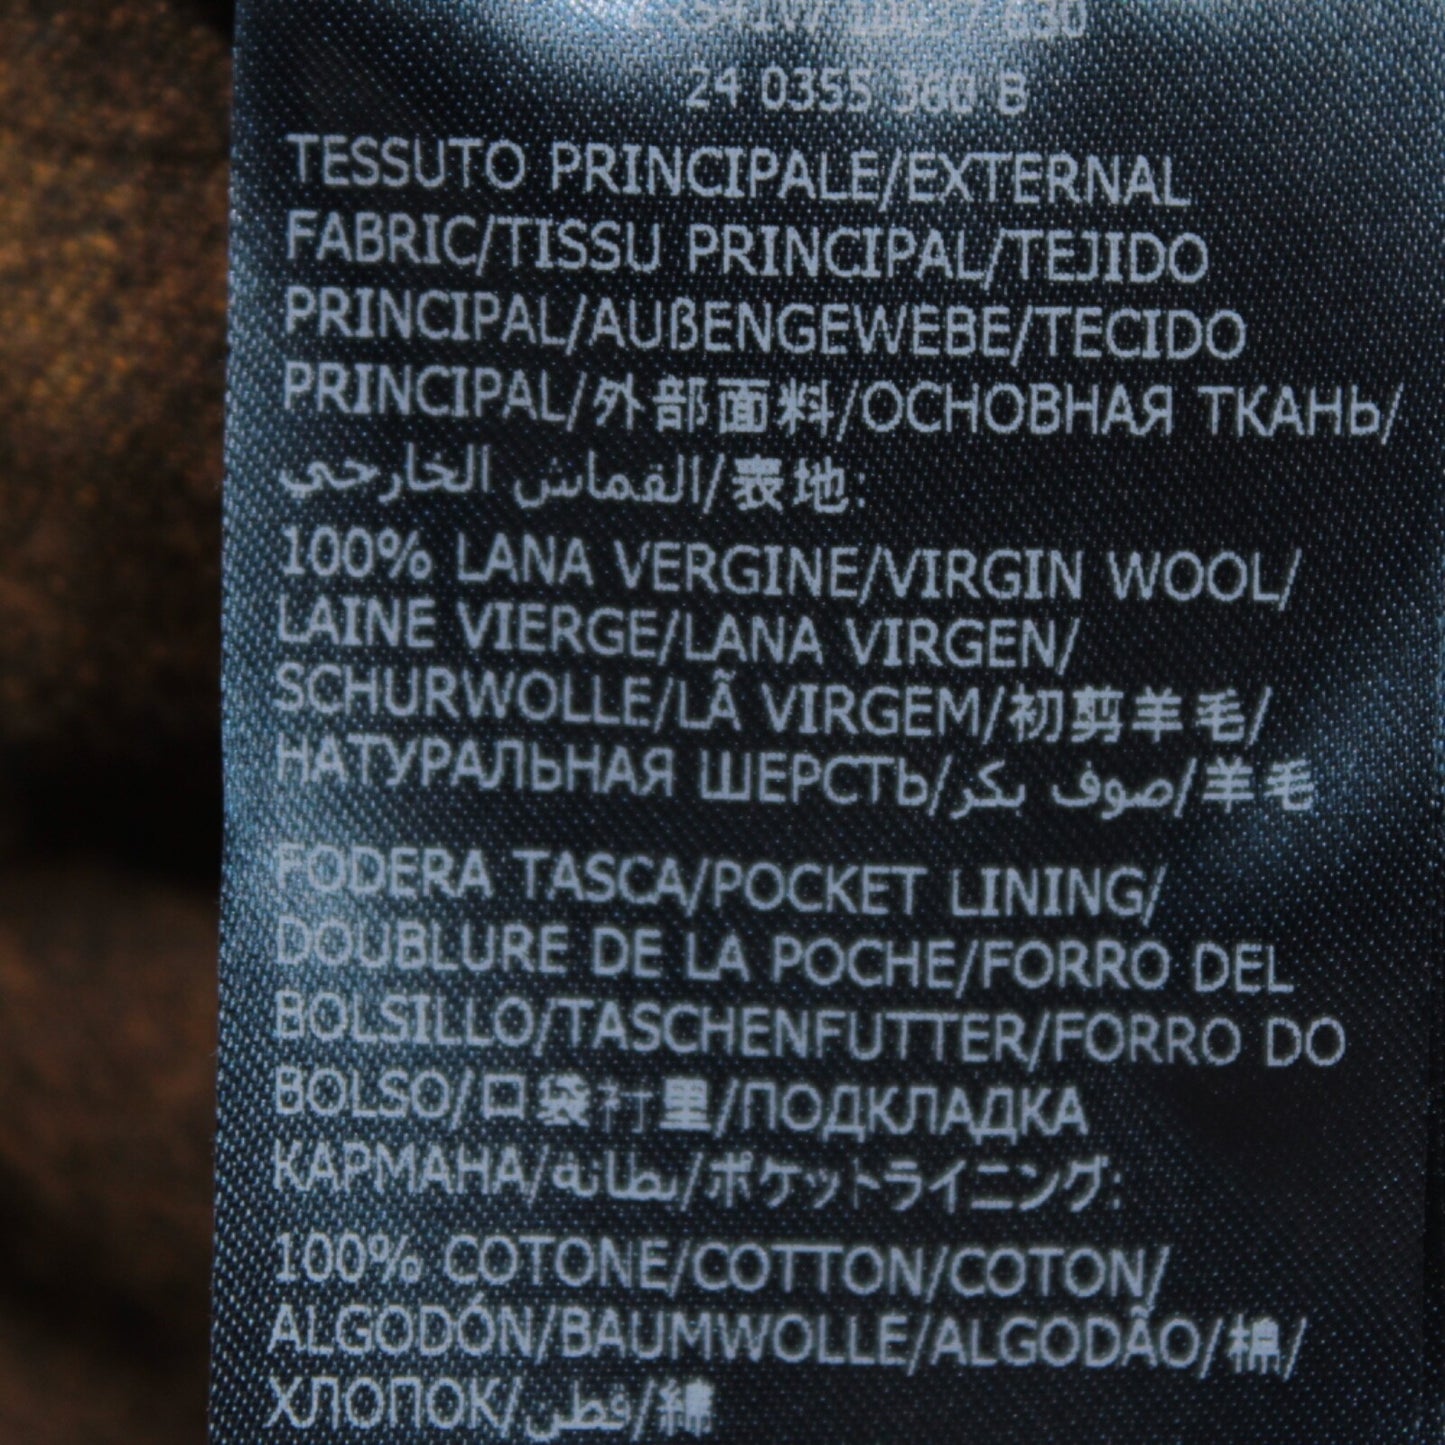 24 0355 360 B
TESSUTO PRINCIPALE/EXTERNAL
FABRIC/TISSU PRINCIPAL/TEJIDO
PRINCIPAL/AUßENGEWEBE/TECIDO
PRINCIPAL/外部面料/ОСНОВНАЯ ТКАНЬ/
القماش الخارجي/表地:
100% LANA VERGINE/VIRGIN WOOL/
LAINE VIERGE/LANA VIRGEN/
SCHURWOLLE/LÃ VIRGEM/初剪羊毛/
НАТУРАЛЬНАЯ ШЕРСТЬ/صوف بكر/羊毛
FODERA TASCA/POCKET LINING/
DOUBLURE DE LA POCHE/FORRO DEL
BOLSILLO/TASCHENFUTTER/FORRO DO
BOLSO/口袋衬里/ПОДКЛАДКА
КАРМАНА/بطانة/ポケットライニング:
100% COTONE/COTTON/COTON/
ALGODÓN/BAUMWOLLE/ALGODÃO/棉/
ХЛОПОК/قطن/綿